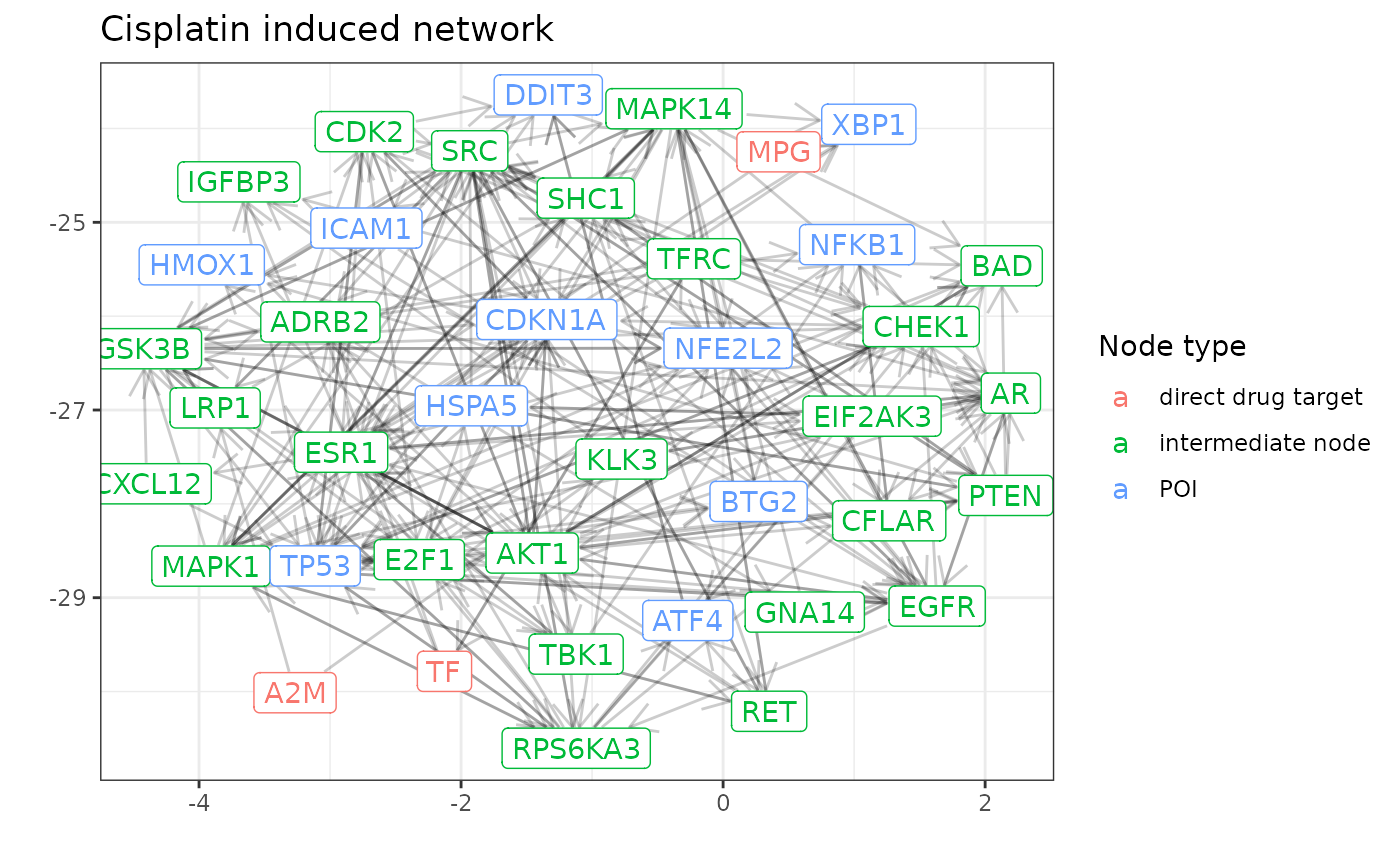 Cisplatin induced network
DDIT3
MAPK14
XBP1
CDK2
SRC
MPG
IGFBP3
SHC1
ICAM1
NFKB1
HMOX1
TFRC
BAD
ADRB2
CDKN1A
CHEK1
GSK3B
NFE2L2
LRP1
HSPA5
EIF2AK3
AR
ESR1
KLK3
CXCL12
BTG2
PTEN
CFLAR
MAPK1
TP53
E2F1
AKT1
ATF4
GNA14
EGFR
TBK1
TF
A2M
RET
RPS6KA3
-25
-27
-29
-4
-2
0
2
Node type
a direct drug target
a intermediate node
a POI